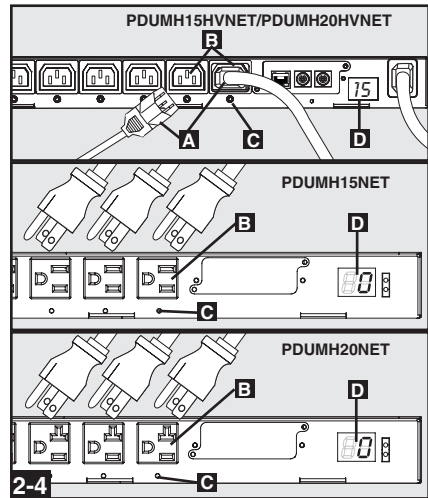 PDUMH15HVNET/PDUMH20HVNET
B
15
A
C
D
PDUMH15NET
B
D
0
C
PDUMH20NET
B
D
0
C
2-4